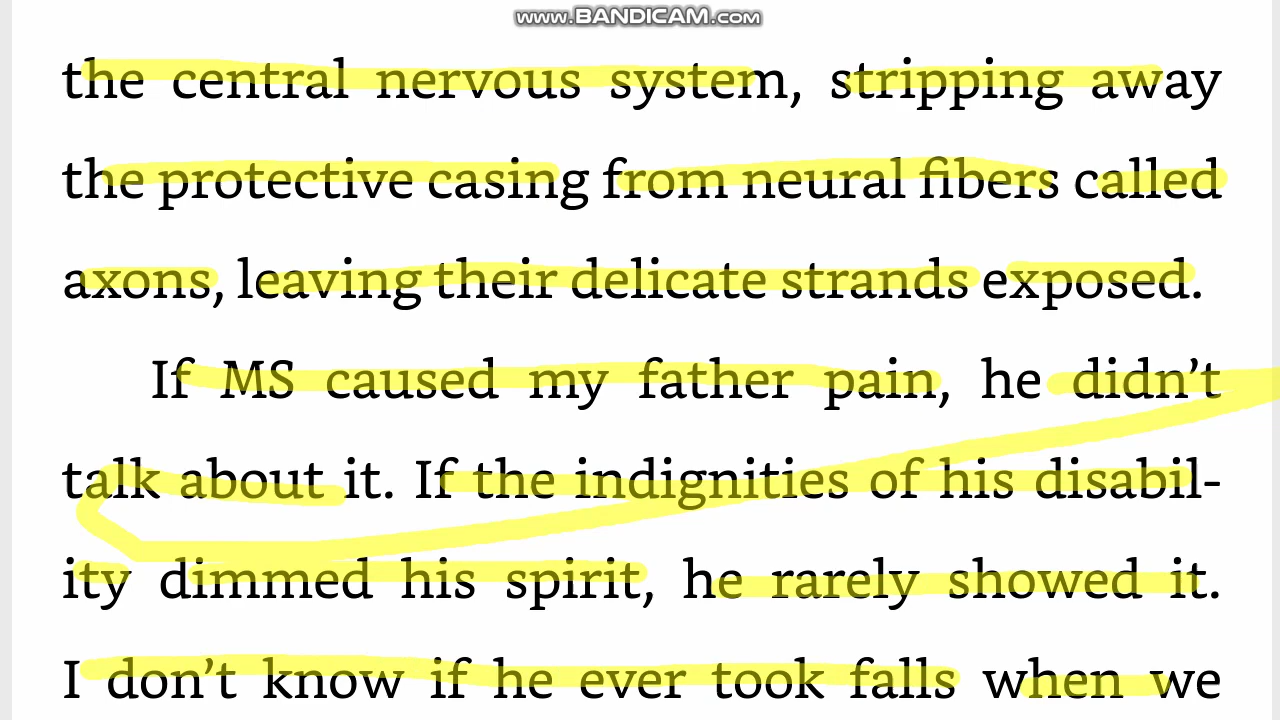 www.BANDICAM.com
the central nervous system, stripping away
the protective casing from neural fibers called
axons, leaving their delicate strands exposed.
If MS caused my father pain, he didn’t
talk about it. If the indignities of his disabil-
ity dimmed his spirit, he rarely showed it.
I don’t know if he ever took falls when we